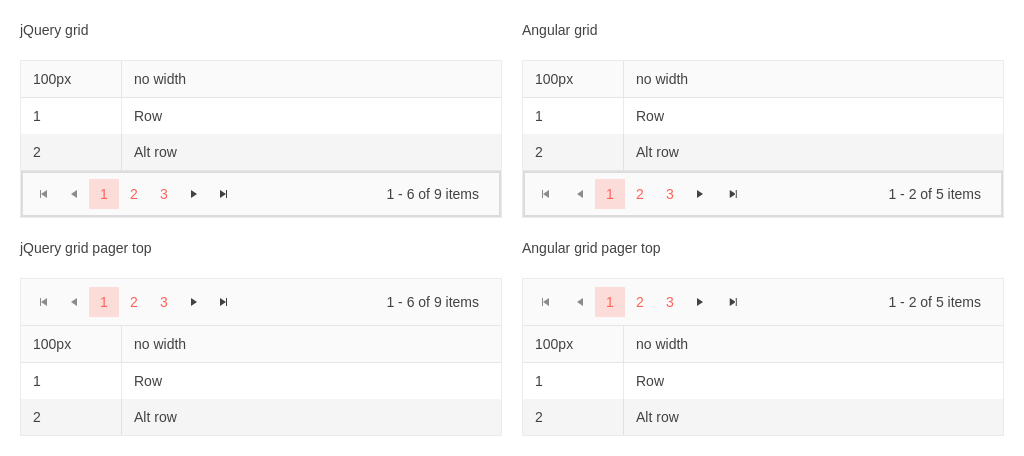 jQuery grid
100px no width
1 Row
2 Alt row
1 2 3 1 - 6 of 9 items
Angular grid
100px no width
1 Row
2 Alt row
1 2 3 1 - 2 of 5 items
jQuery grid pager top
1 2 3 1 - 6 of 9 items
100px no width
1 Row
2 Alt row
Angular grid pager top
1 2 3 1 - 2 of 5 items
100px no width
1 Row
2 Alt row